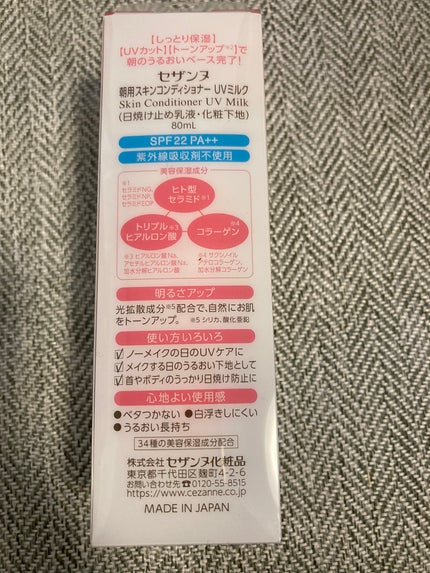 【しっとり保湿】
【UVカット】【トーンアップ※2】で
朝のうるおいベース完了!
セザンヌ
朝用スキンコンディショナー UVミルク
Skin Conditioner UV Milk
(日焼け止め乳液・化粧下地)
80mL
SPF22 PA++
紫外線吸収剤不使用
美容保湿成分
※1
セラミドNG、
セラミドNP、
セラミドEOP
ヒト型
セラミド※1
トリプル※3
ヒアルロン酸
※4
コラーゲン
※3 ヒアルロン酸Na、
アセチルヒアルロン酸Na、
加水分解ヒアルロン酸
※4 サクシノイル
アテロコラーゲン、
加水分解コラーゲン
明るさアップ
光拡散成分※5配合で、自然にお肌
をトーンアップ。 ※5 シリカ、酸化亜鉛
使い方いろいろ
ノーメイクの日のUVケアに
メイクする日のうるおい下地として
首やボディのうっかり日焼け防止に
心地よい使用感
●ベタつかない ●白浮きしにくい
●うるおい長持ち
34種の美容保湿成分配合
株式会社 セザンヌ化粧品
東京都千代田区麹町4-2-6
お問い合わせ先☎0120-55-8515
https://www.cezanne.co.jp
MADE IN JAPAN